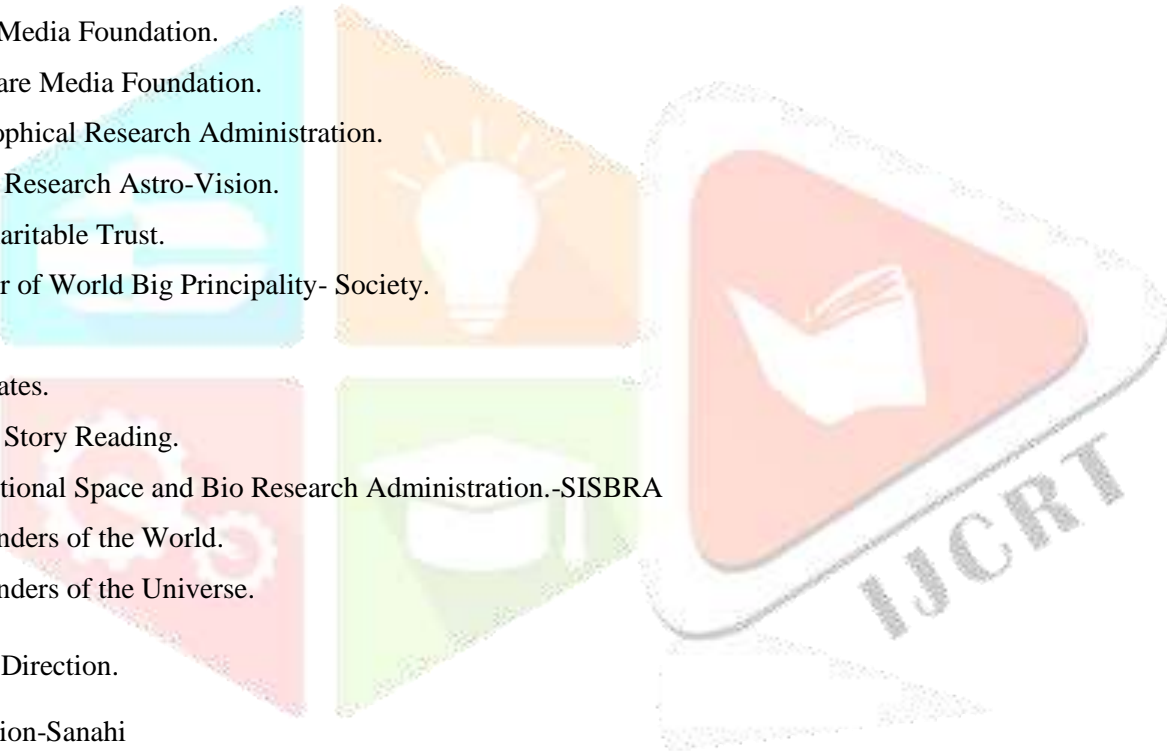 Media Foundation.
are Media Foundation.
ophical Research Administration.
Research Astro-Vision.
aritable Trust.
r of World Big Principality- Society.
ates.
Story Reading.
tional Space and Bio Research Administration.-SISBRA
nders of the World.
nders of the Universe.
Direction.
ion-Sanahi
IJCRT